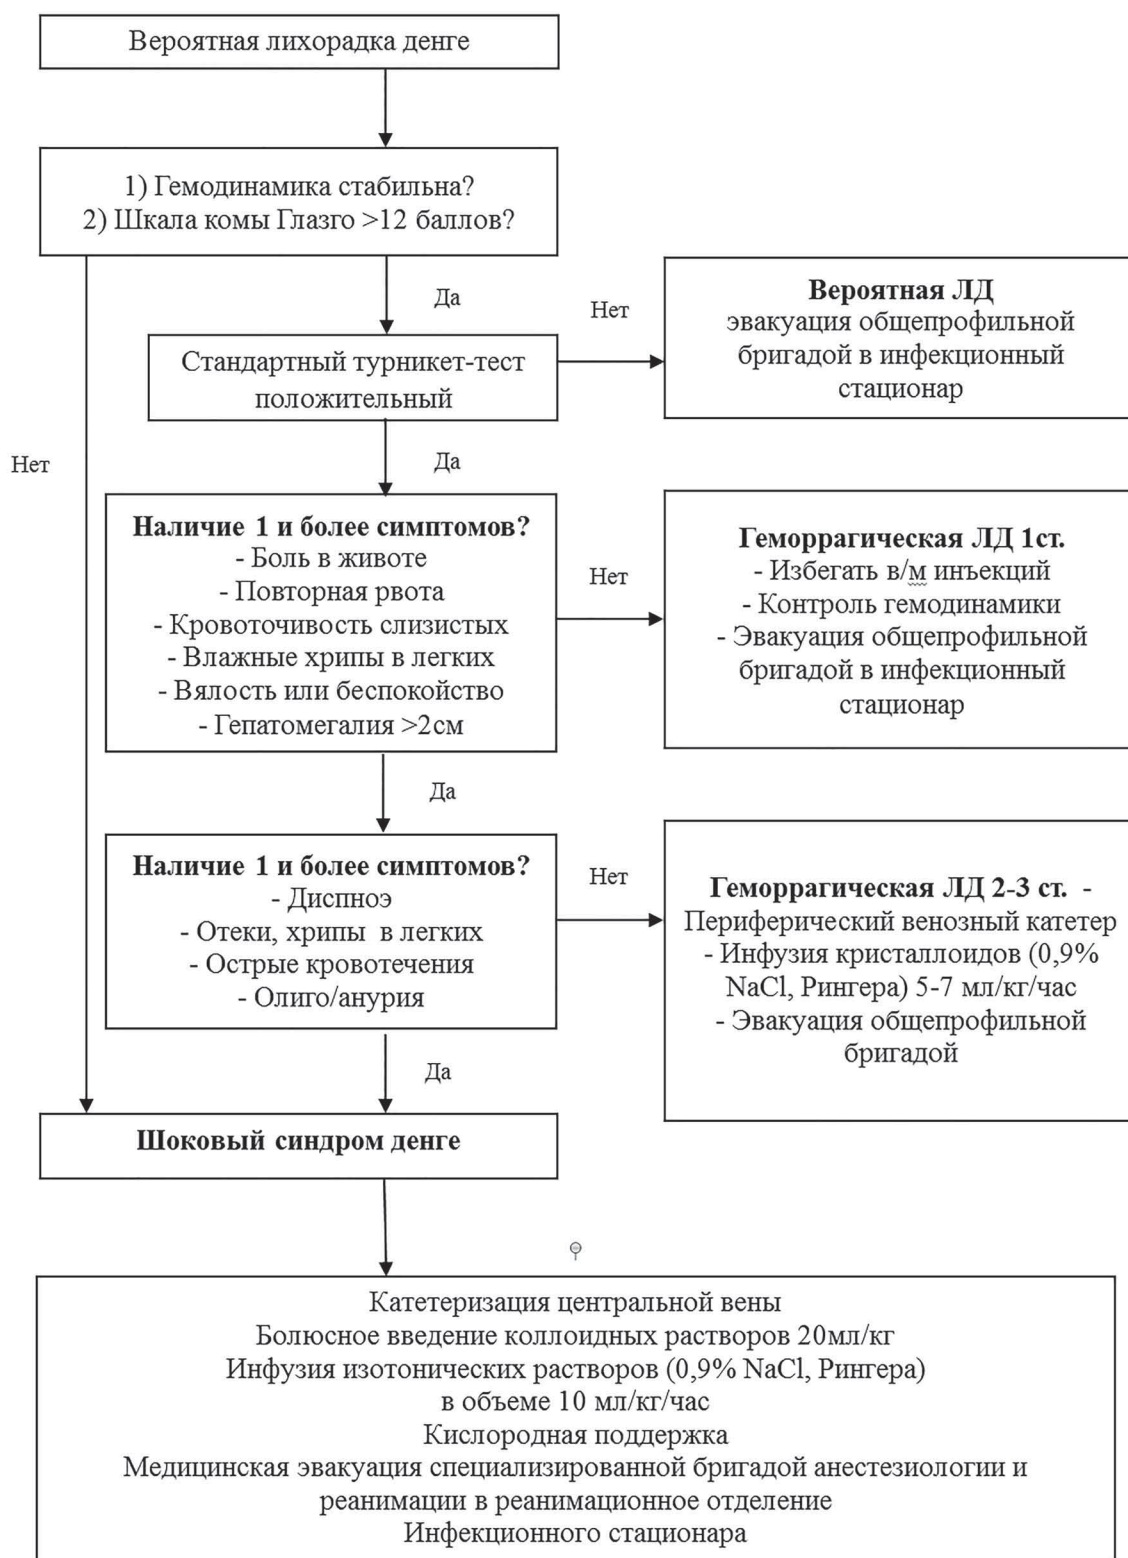 Вероятная лихорадка денге
1) Гемодинамика стабильна?
2) Шкала комы Глазго >12 баллов?
Да
Нет
Вероятная ЛД
эвакуация общепрофильной
бригадой в инфекционный
стационар
Стандартный турникет-тест
положительный
Нет
Да
Наличие 1 и более симптомов?
- Боль в животе
- Повторная рвота
- Кровоточивость слизистых
- Влажные хрипы в легких
- Вялость или беспокойство
- Гепатомегалия >2см
Нет
Геморрагическая ЛД 1ст.
- Избегать в/м инъекций
- Контроль гемодинамики
- Эвакуация общепрофильной
бригадой в инфекционный
стационар
Да
Наличие 1 и более симптомов?
- Диспноэ
- Отеки, хрипы в легких
- Острые кровотечения
- Олиго/анурия
Нет
Геморрагическая ЛД 2-3 ст. -
Периферический венозный катетер
- Инфузия кристаллоидов (0,9%
NaCl, Рингера) 5-7 мл/кг/час
- Эвакуация общепрофильной
бригадой
Да
Шоковый синдром денге
Катетеризация центральной вены
Болюсное введение коллоидных растворов 20мл/кг
Инфузия изотонических растворов (0,9% NaCl, Рингера)
в объеме 10 мл/кг/час
Кислородная поддержка
Медицинская эвакуация специализированной бригадой анестезиологии и
реанимации в реанимационное отделение
Инфекционного стационара